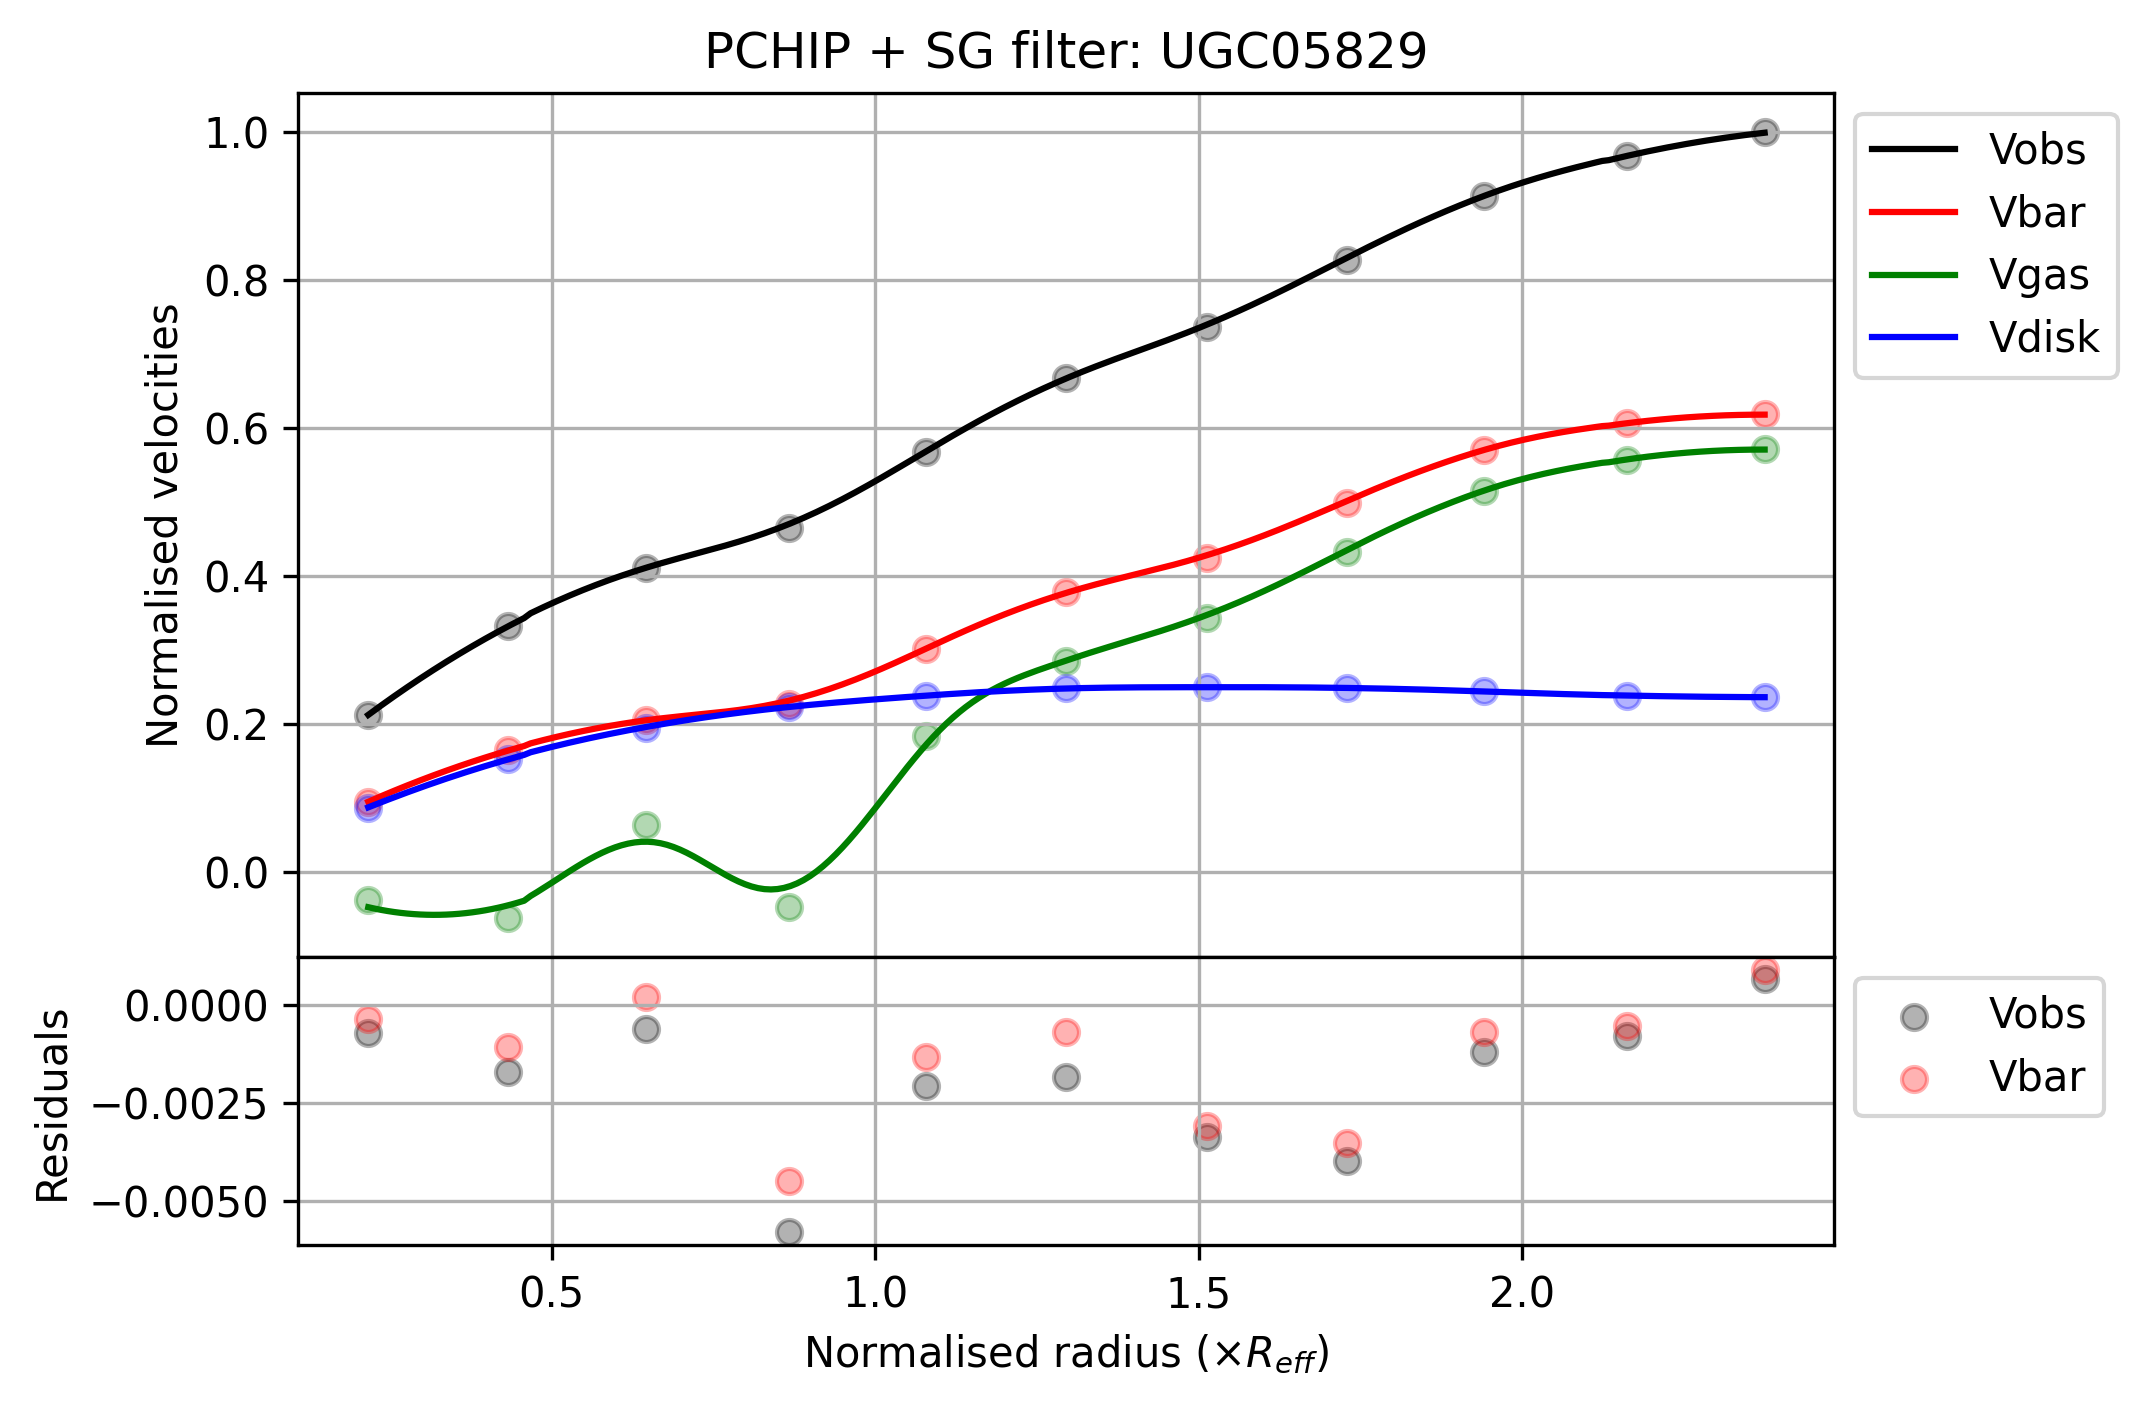 PCHIP + SG filter: UGC05829
Normalised velocities
1.0
0.8
0.6
0.4
0.2
0.0
Vobs
Vbar
Vgas
Vdisk
Residuals
0.0000
−0.0025
−0.0050
Vobs
Vbar
0.5 1.0 1.5 2.0
Normalised radius (×R_eff)